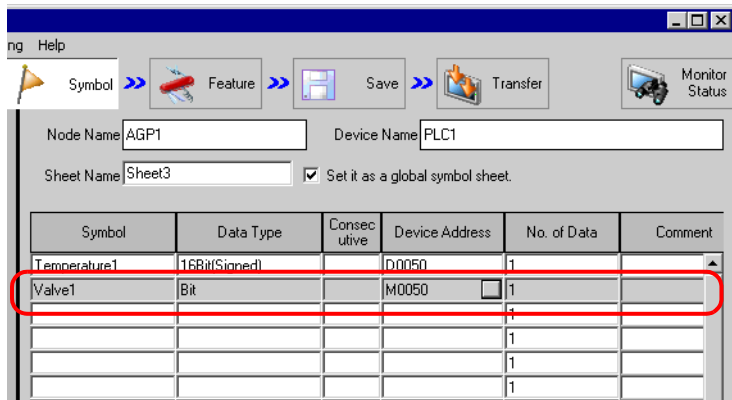 ng Help
Symbol Feature Save Transfer Monitor Status
Node Name AGP1 Device Name PLC1
Sheet Name Sheet3 Set it as a global symbol sheet.
Symbol Data Type Consecutive Device Address No. of Data Comment
Temperature1 16Bit(Signed) D0050 1
Valve1 Bit M0050 1
1
1
1
1